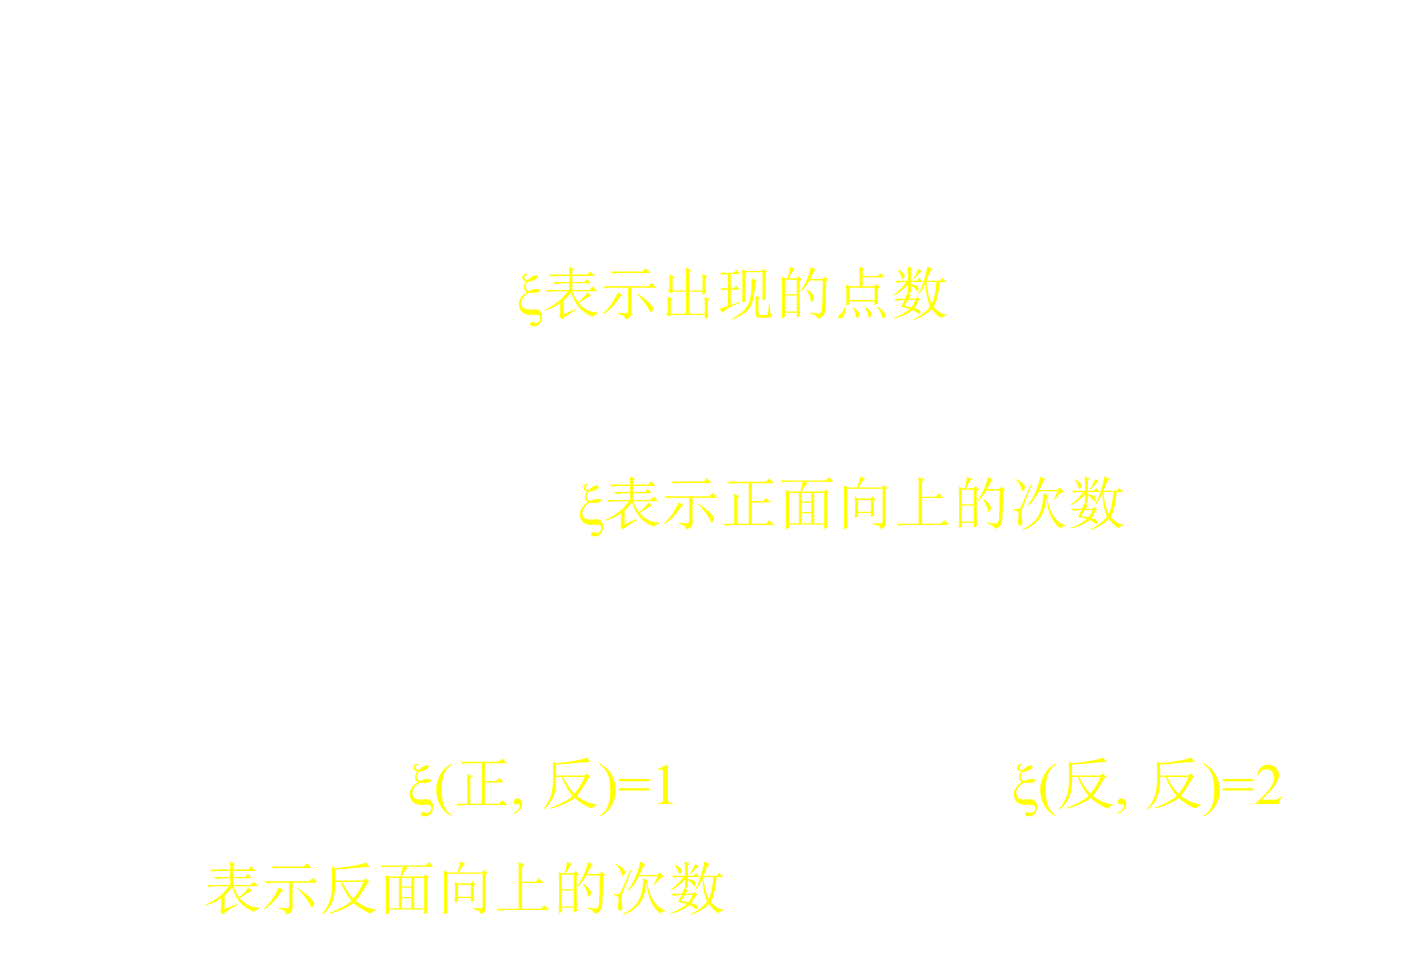 ξ表示出现的点数
ξ表示正面向上的次数
ξ(正, 反)=1 ξ(反, 反)=2
表示反面向上的次数